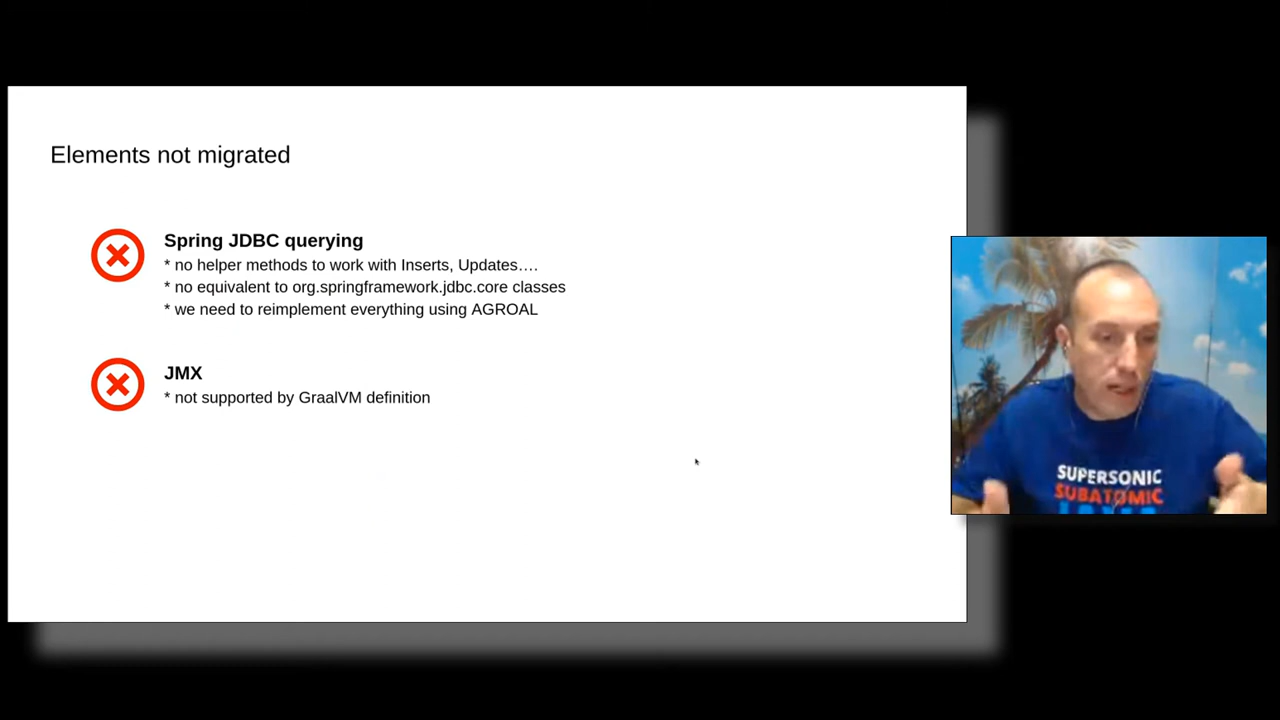 Elements not migrated
Spring JDBC querying
* no helper methods to work with Inserts, Updates….
* no equivalent to org.springframework.jdbc.core classes
* we need to reimplement everything using AGROAL
JMX
* not supported by GraalVM definition
SUPERSONIC
SUBATOMIC